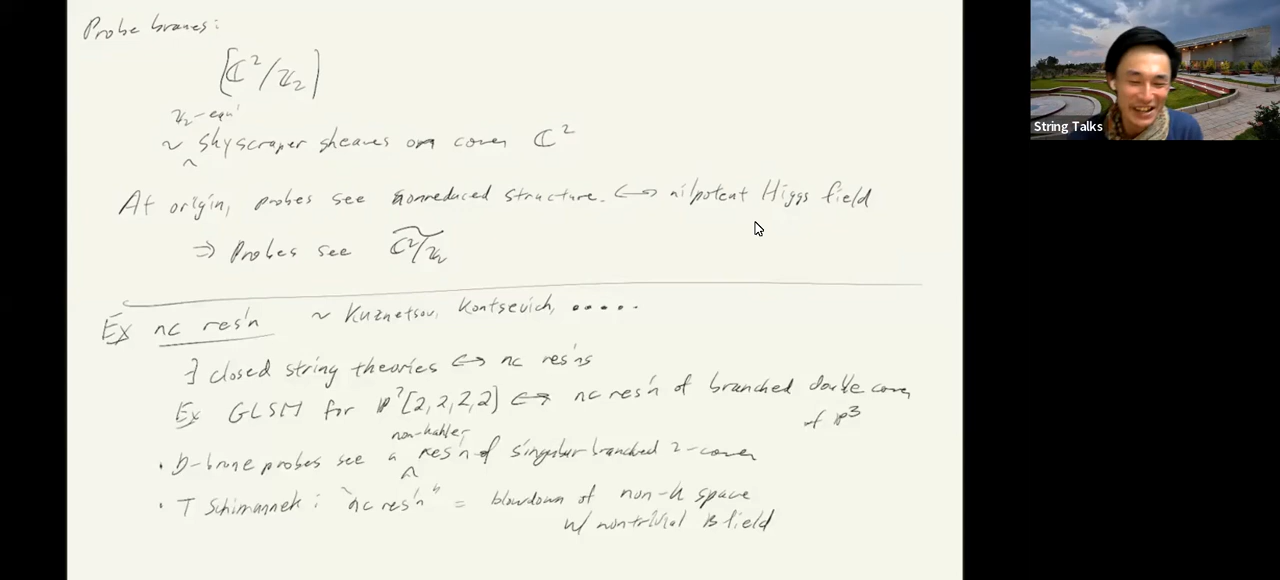 Probe branes:
[ℂ²/ℤ₂]
ℤ₂-equi
~ skyscraper sheaves on cover ℂ²
At origin, probes see nonreduced structure. ↔ nilpotent Higgs field
⇒ Probes see \widetilde{ℂ²/ℤ₂}
Ex nc res'n ~ Kuznetsov, Kontsevich, .....
∃ closed string theories ↔ nc res'ns
Ex GLSM for ℙ⁷[2,2,2,2] ↔ nc res'n of branched double cover
of ℙ³
non-kahler
• D-brane probes see a res'n of singular branched 2-cover
• T Schimannek: "nc res'n" = blowdown of non-K space
w/ nontrivial B field
String Talks